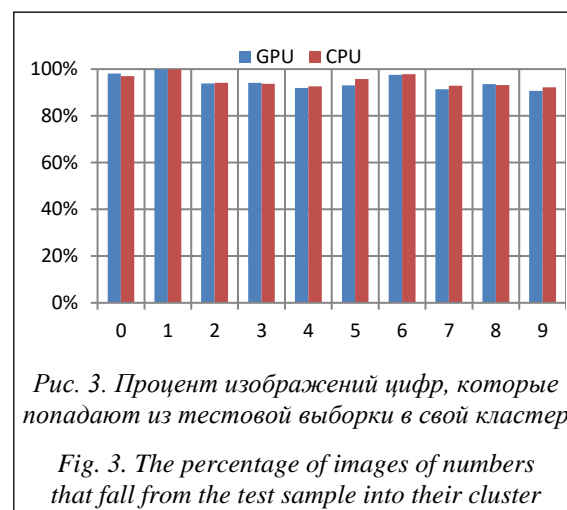 GPU CPU
100%
80%
60%
40%
20%
0%
0 1 2 3 4 5 6 7 8 9
Рис. 3. Процент изображений цифр, которые
попадают из тестовой выборки в свой кластер
Fig. 3. The percentage of images of numbers
that fall from the test sample into their cluster